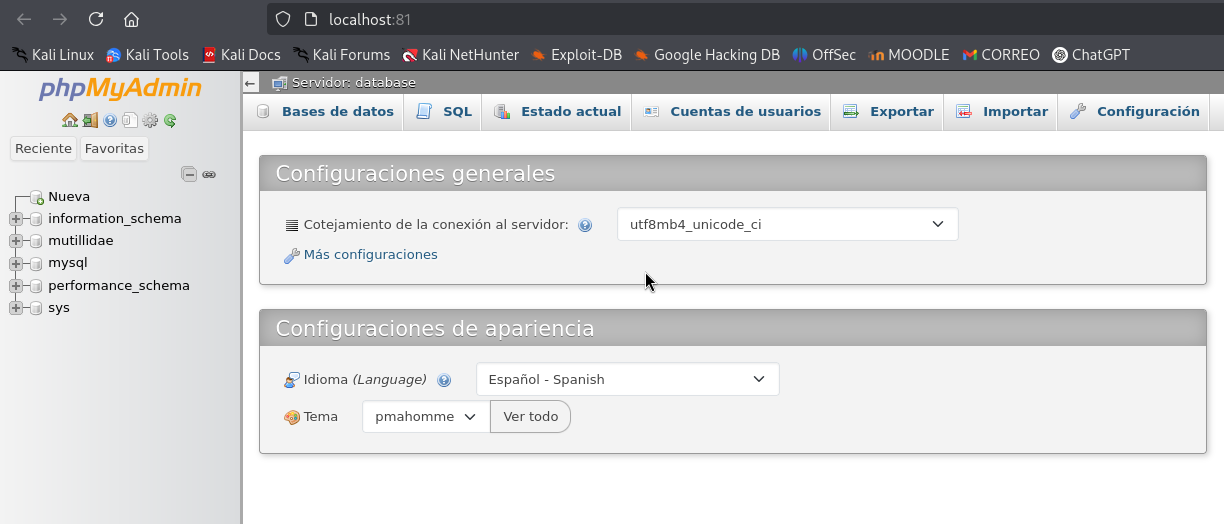 localhost:81
Kali Linux Kali Tools Kali Docs Kali Forums Kali NetHunter Exploit-DB Google Hacking DB OffSec MOODLE CORREO ChatGPT
phpMyAdmin
Reciente Favoritas
Nueva
information_schema
mutillidae
mysql
performance_schema
sys
Servidor: database
Bases de datos SQL Estado actual Cuentas de usuarios Exportar Importar Configuración
Configuraciones generales
Cotejamiento de la conexión al servidor: utf8mb4_unicode_ci
Más configuraciones
Configuraciones de apariencia
Idioma (Language) Español - Spanish
Tema pmahomme Ver todo